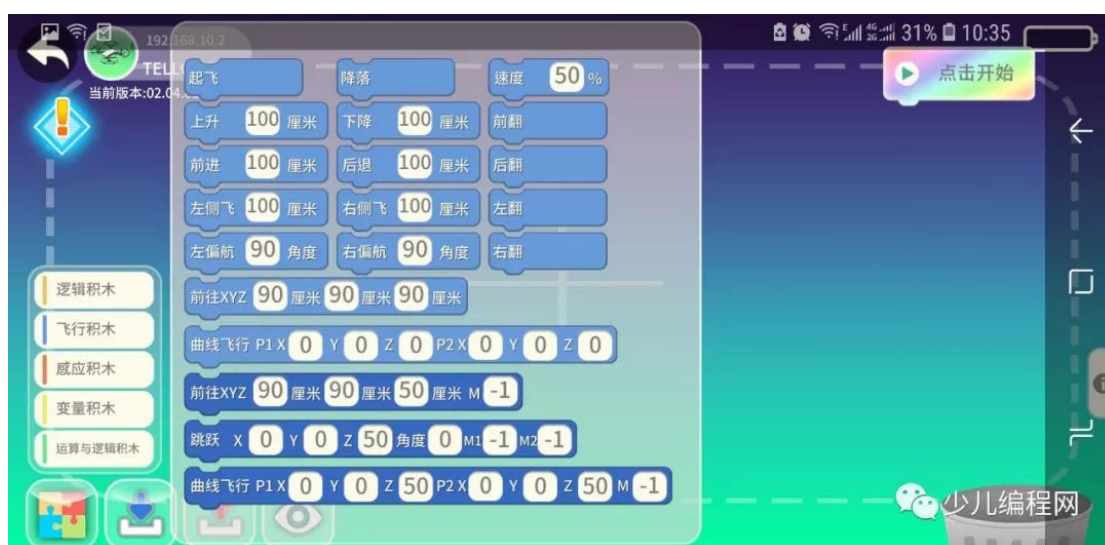 192.168.10.2
31% 10:35
TELL
当前版本:02.04.
点击开始
起飞 降落 速度 50 %
上升 100 厘米 下降 100 厘米 前翻
前进 100 厘米 后退 100 厘米 后翻
左侧飞 100 厘米 右侧飞 100 厘米 左翻
左偏航 90 角度 右偏航 90 角度 右翻
前往XYZ 90 厘米 90 厘米 90 厘米
曲线飞行 P1 X 0 Y 0 Z 0 P2 X 0 Y 0 Z 0
前往XYZ 90 厘米 90 厘米 50 厘米 M -1
跳跃 X 0 Y 0 Z 50 角度 0 M1 -1 M2 -1
曲线飞行 P1 X 0 Y 0 Z 50 P2 X 0 Y 0 Z 50 M -1
逻辑积木
飞行积木
感应积木
变量积木
运算与逻辑积木
少儿编程网